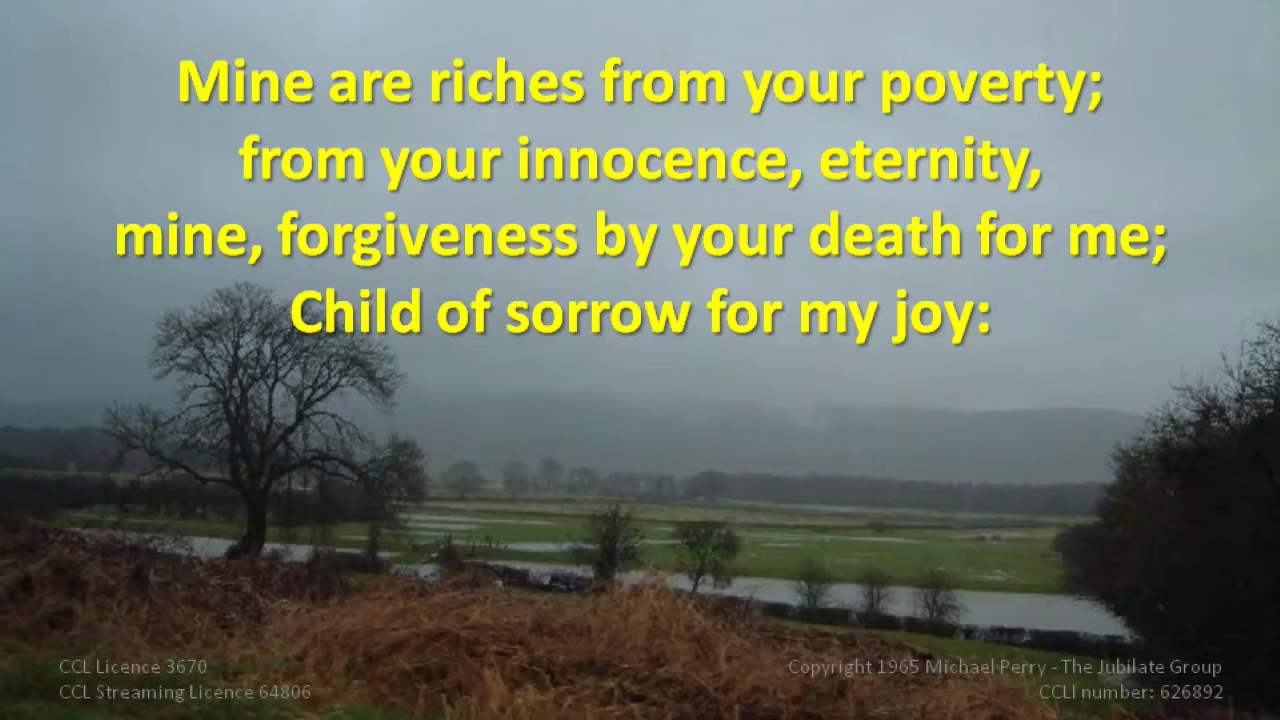 Mine are riches from your poverty;
from your innocence, eternity,
mine, forgiveness by your death for me;
Child of sorrow for my joy:
CCL Licence 3670
CCL Streaming Licence 64806
Copyright 1965 Michael Perry - The Jubilate Group
CCLI number: 626892